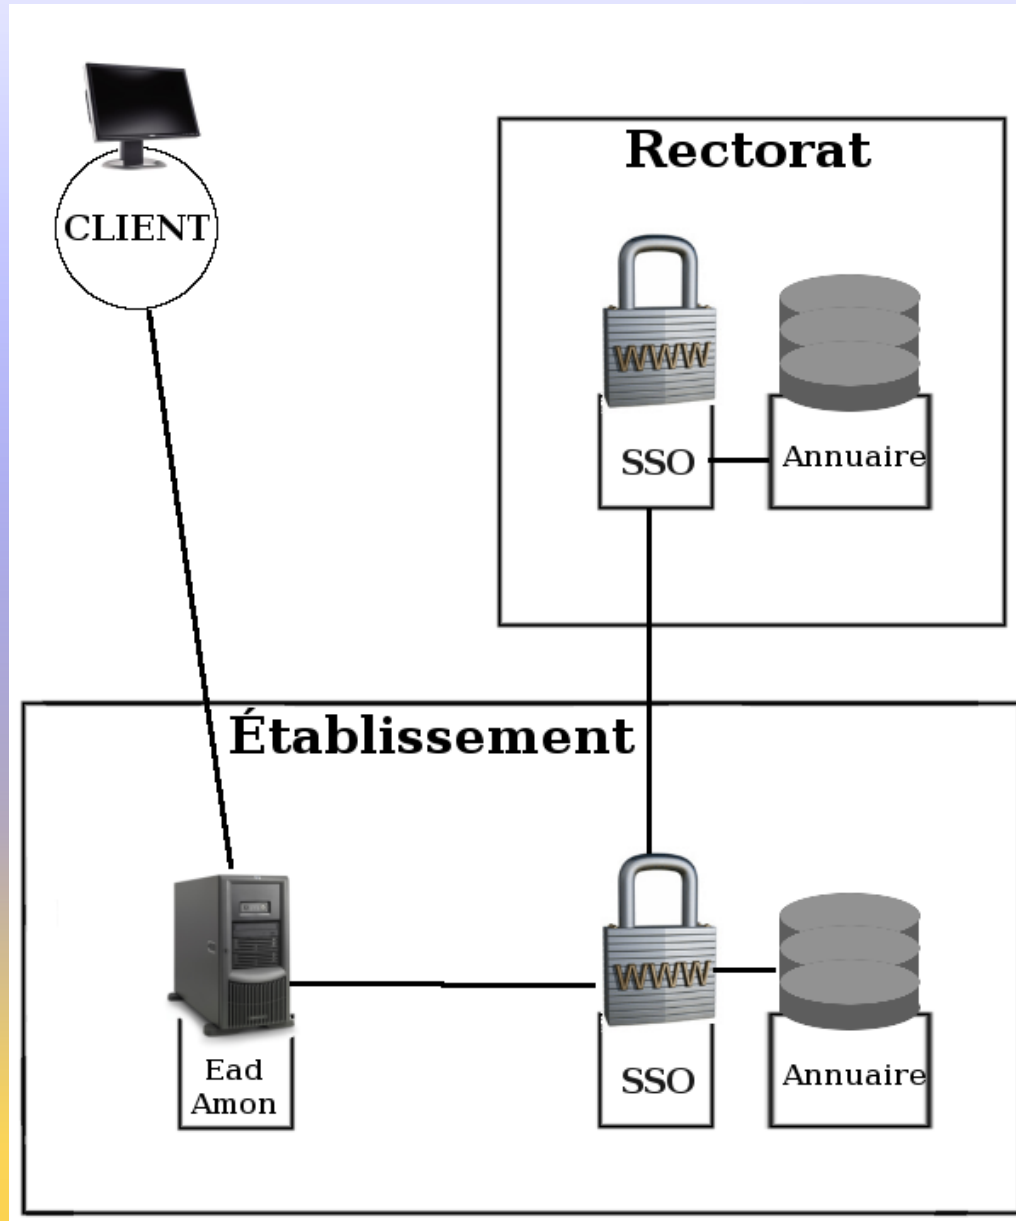 CLIENT
Rectorat
WWW
SSO
Annuaire
Établissement
WWW
Ead
Amon
SSO
Annuaire